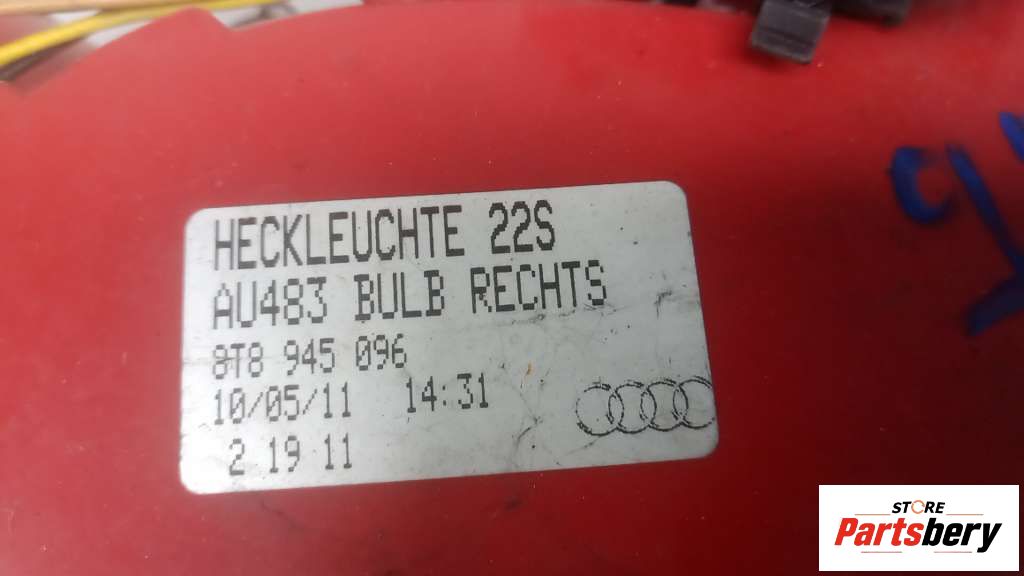 HECKLEUCHTE 22S
AU483 BULB RECHTS
8T8 945 096
10/05/11 14:31
2 19 11
STORE
Partsbery